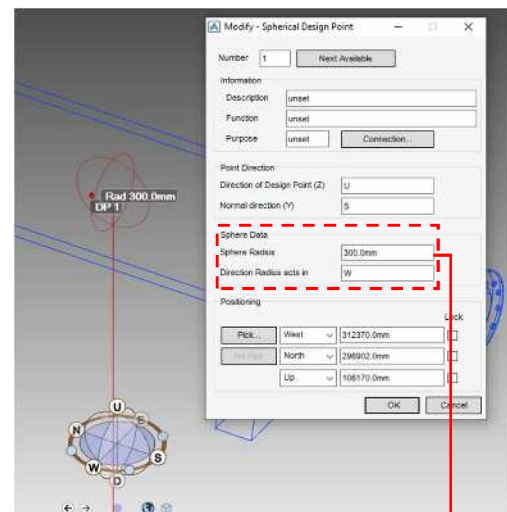 Modify - Spherical Design Point
Number 1 Next Available
Information
Description unset
Function unset
Purpose unset Connection...
Point Direction
Direction of Design Point (Z) U
Normal direction (Y) S
Sphere Data
Sphere Radius 300.0mm
Direction Radius acts in W
Positioning
Lock
Pick... West 312370.0mm
North 296902.0mm
Up 106170.0mm
OK Cancel
Rad 300.0mm
DP 1
U
N E
W S
D